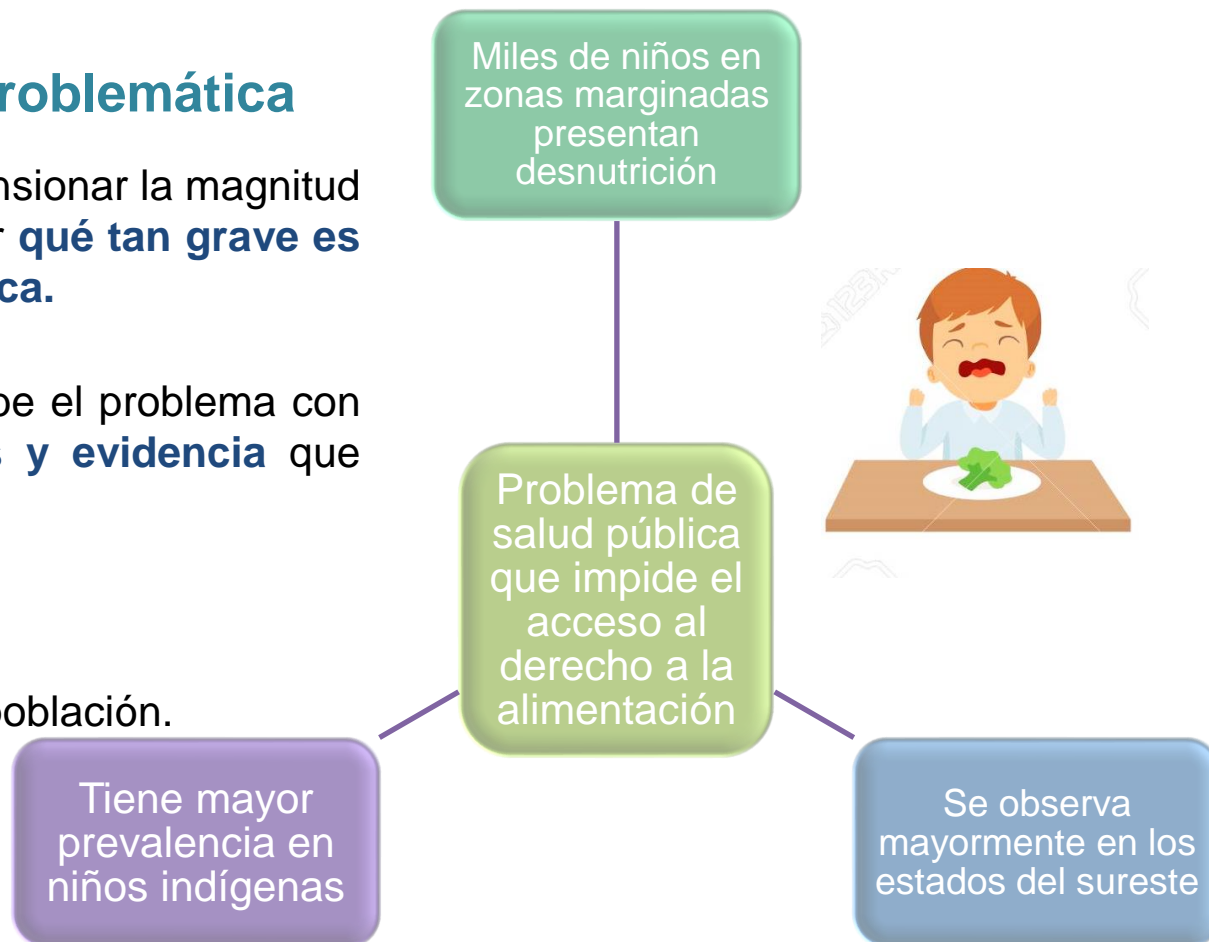 roblemática
nsionar la magnitud
r qué tan grave es
ca.
be el problema con
s y evidencia que
población.
Miles de niños en
zonas marginadas
presentan
desnutrición
Problema de
salud pública
que impide el
acceso al
derecho a la
alimentación
Tiene mayor
prevalencia en
niños indígenas
Se observa
mayormente en los
estados del sureste